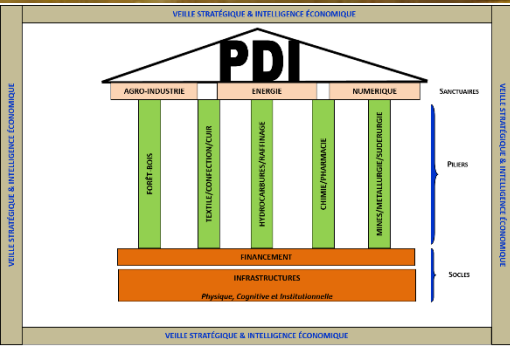 VEILLE STRATÉGIQUE & INTELLIGENCE ÉCONOMIQUE
PDI
AGRO-INDUSTRIE
ENERGIE
NUMERIQUE
SANCTUAIRES
FORÊT-BOIS
TEXTILE/CONFECTION/CUIR
HYDROCARBURES/RAFFINAGE
CHIMIE/PHARMACIE
MINES/METALLURGIE/SUDERURGIE
PILIERS
VEILLE STRATÉGIQUE & INTELLIGENCE ÉCONOMIQUE
VEILLE STRATÉGIQUE & INTELLIGENCE ÉCONOMIQUE
FINANCEMENT
INFRASTRUCTURES
Physique, Cognitive et Institutionnelle
SOCLES
VEILLE STRATÉGIQUE & INTELLIGENCE ÉCONOMIQUE